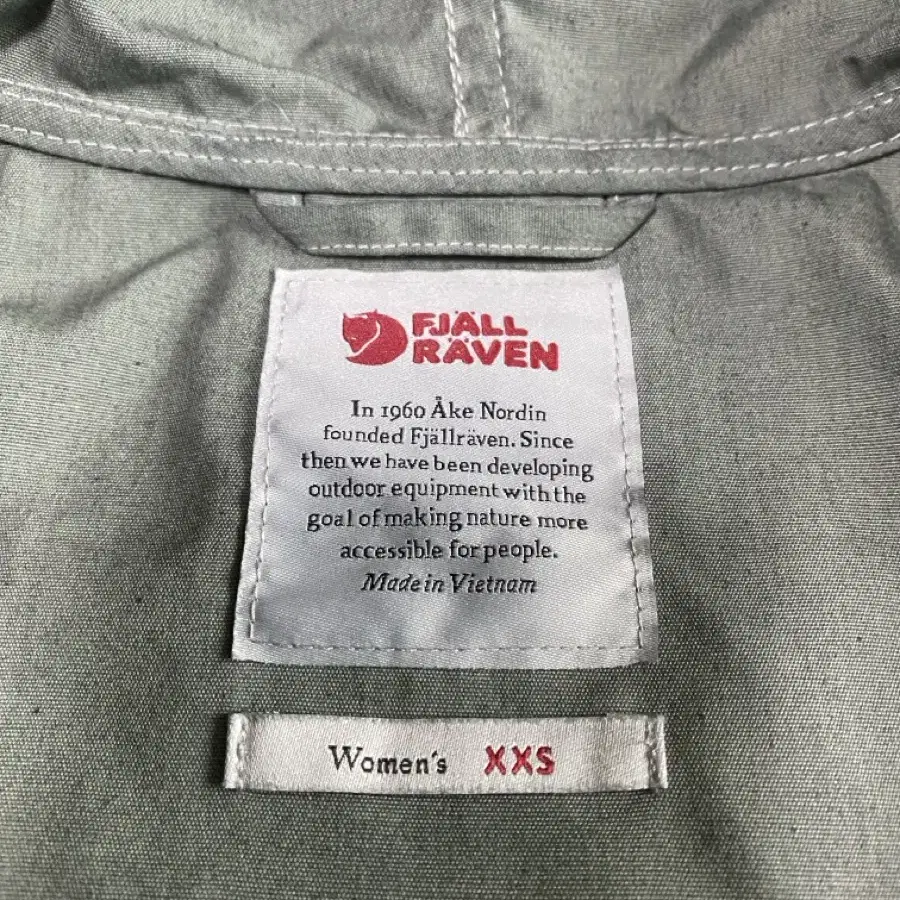 FJÄLL
RÄVEN
In 1960 Åke Nordin
founded Fjällräven. Since
then we have been developing
outdoor equipment with the
goal of making nature more
accessible for people.
Made in Vietnam
Women's XXS